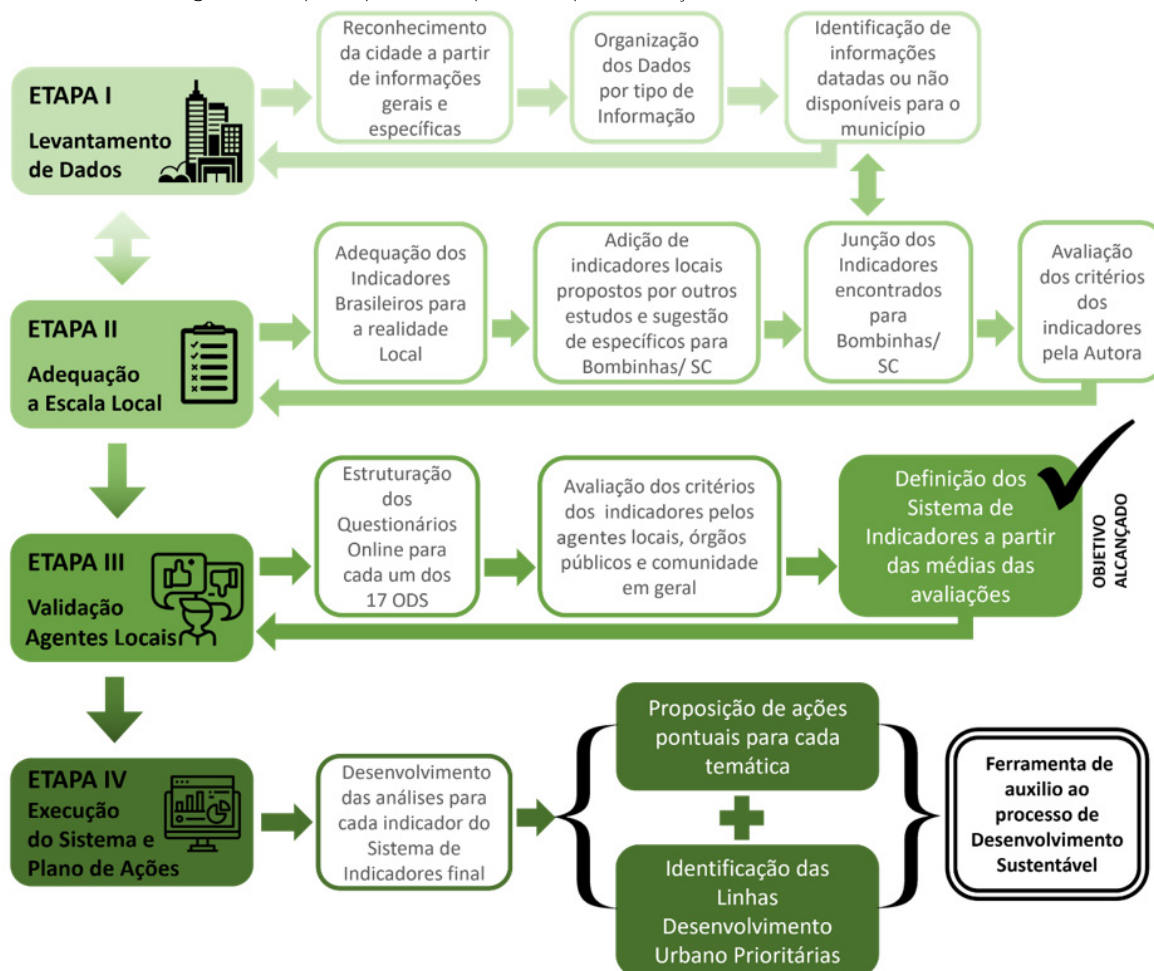 Reconhecimento
da cidade a partir
de informações
gerais e
específicas
Organização
dos Dados
por tipo de
Informação
Identificação de
informações
datadas ou não
disponíveis para o
município
ETAPA I
Levantamento
de Dados
Adequação dos
Indicadores
Brasileiros para
a realidade
Local
Adição de
indicadores locais
propostos por outros
estudos e sugestão
de específicos para
Bombinhas/ SC
Junção dos
Indicadores
encontrados
para
Bombinhas/
SC
Avaliação
dos critérios
dos
indicadores
pela Autora
ETAPA II
Adequação
a Escala Local
Estruturação
dos
Questionários
Online para
cada um dos
17 ODS
Avaliação dos critérios
dos indicadores pelos
agentes locais, órgãos
públicos e comunidade
em geral
Definição dos
Sistema de
Indicadores a partir
das médias das
avaliações
OBJETIVO
ALCANÇADO
ETAPA III
Validação
Agentes Locais
ETAPA IV
Execução
do Sistema e
Plano de Ações
Desenvolvimento
das análises para
cada indicador do
Sistema de
Indicadores final
Proposição de ações
pontuais para cada
temática
Identificação das
Linhas
Desenvolvimento
Urbano Prioritárias
Ferramenta de
auxilio ao
processo de
Desenvolvimento
Sustentável